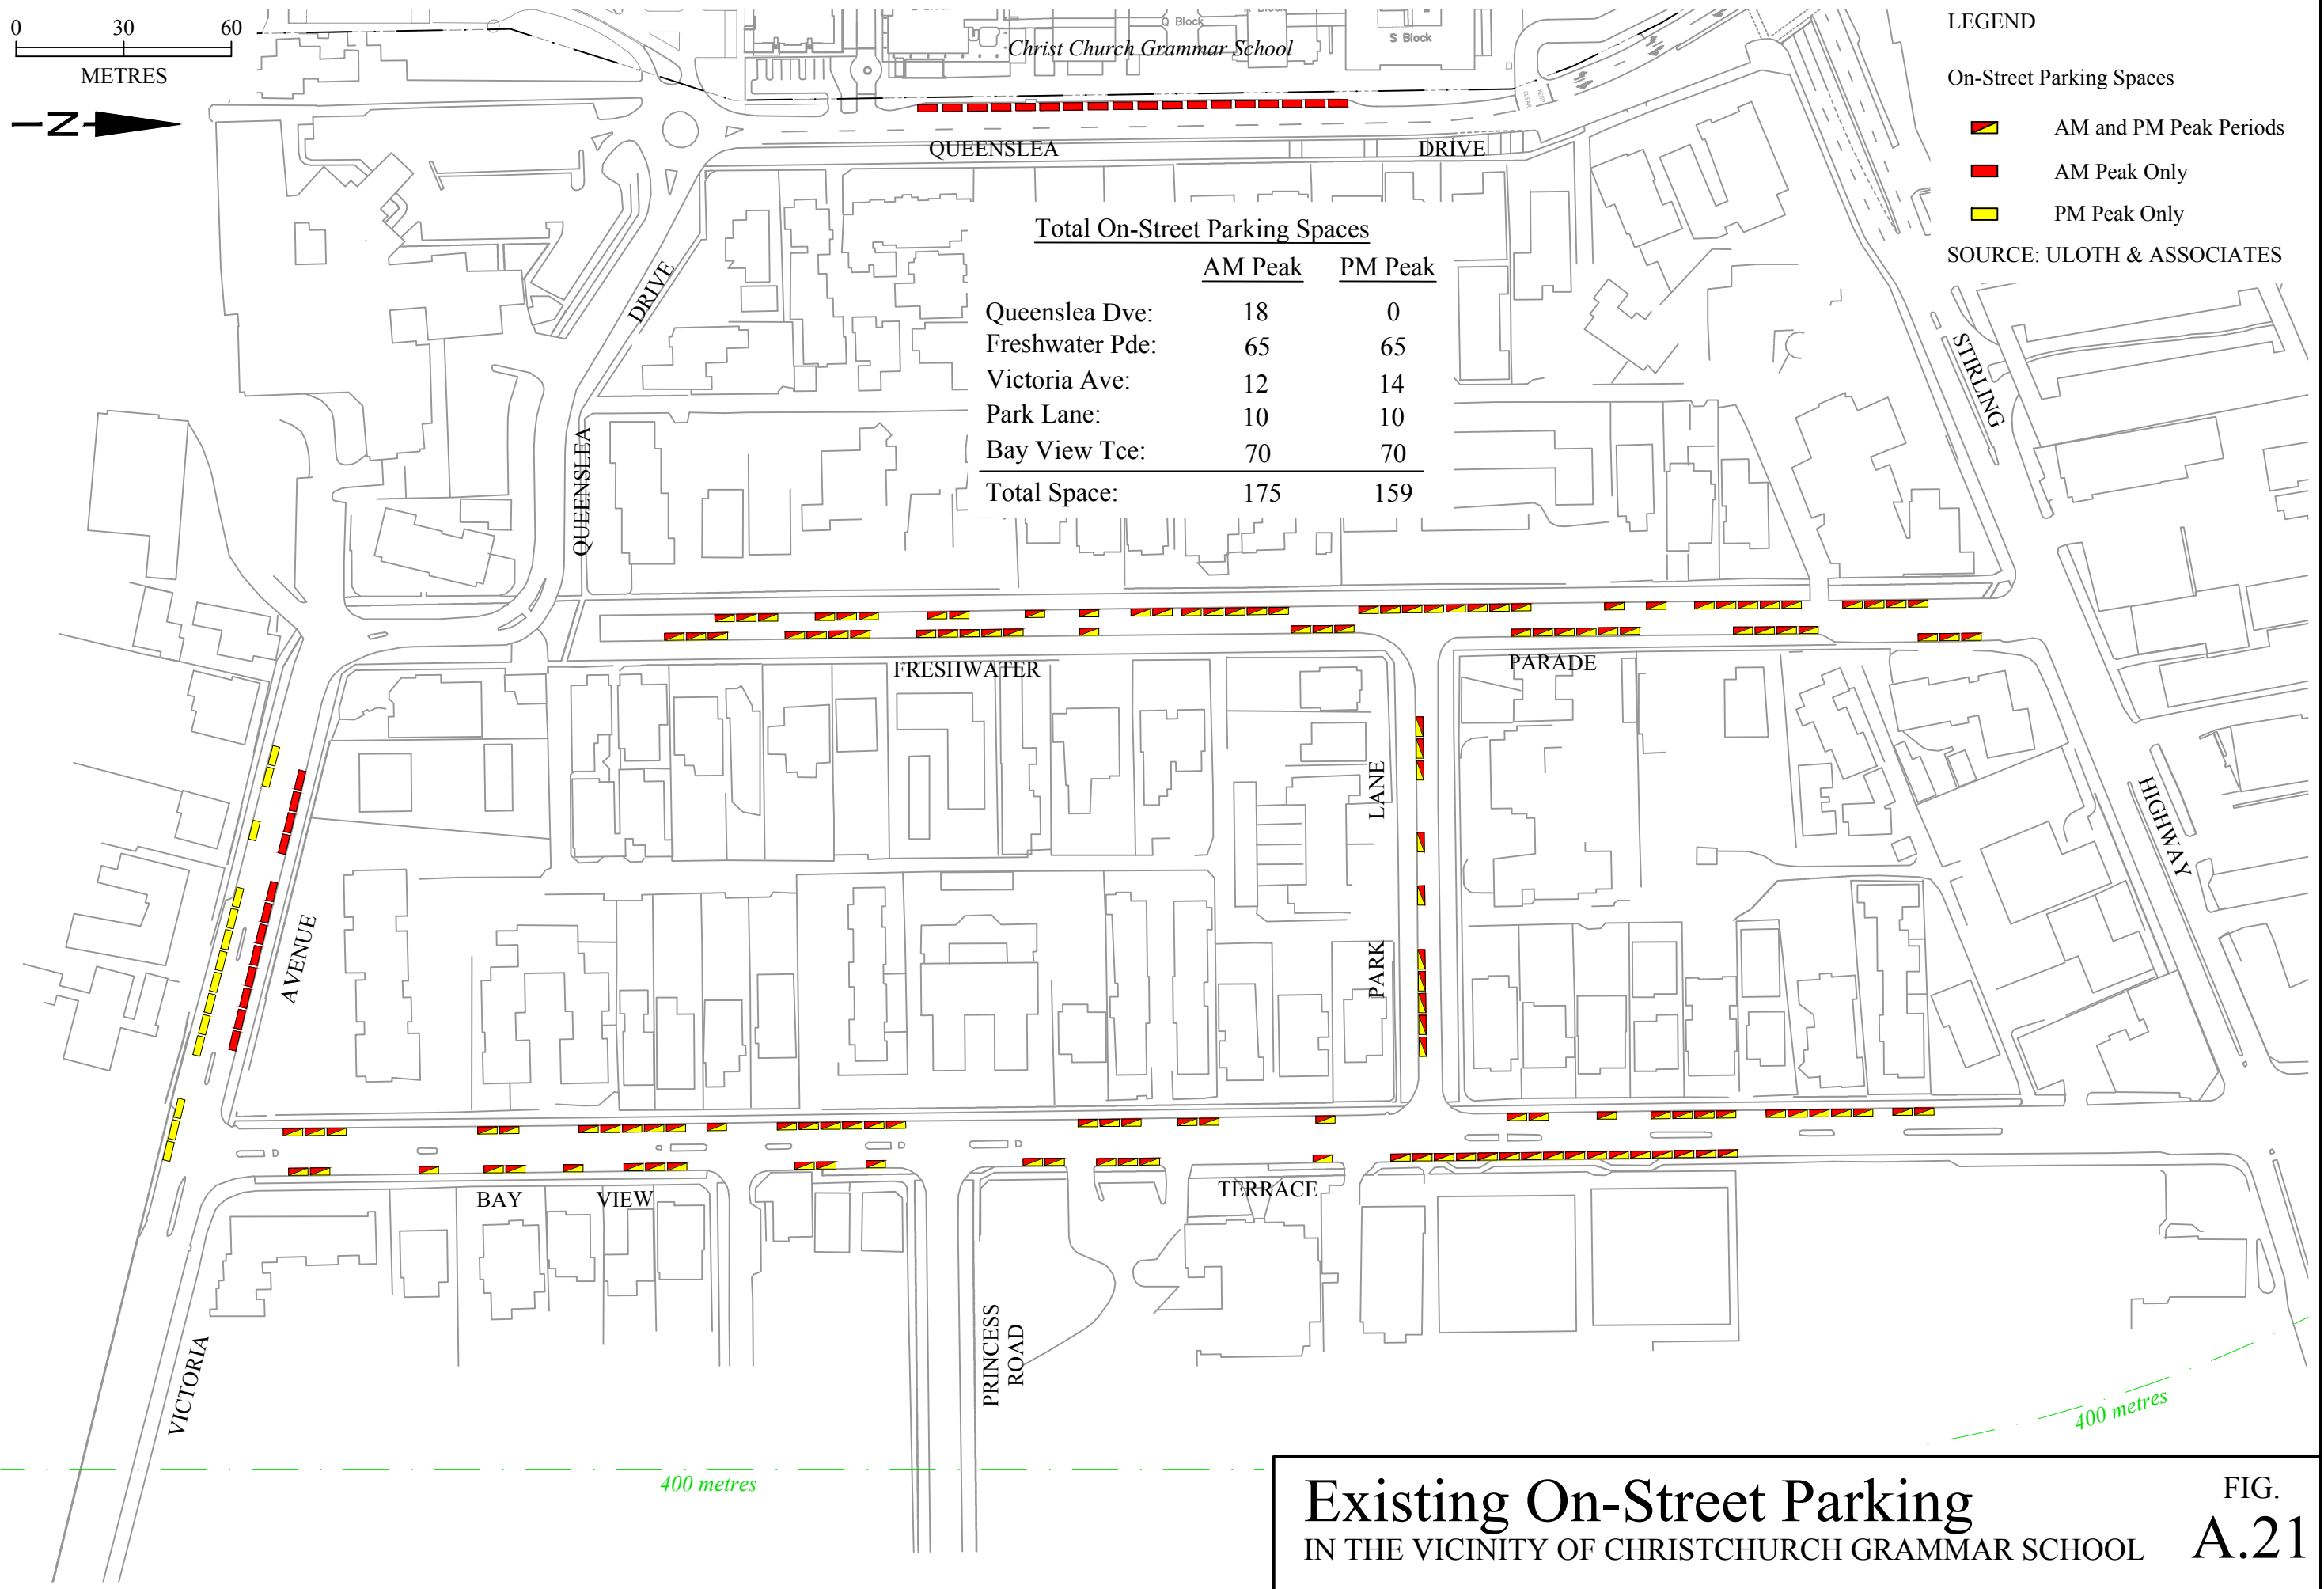 0 30 60
METRES
N
Q Block
S Block
Christ Church Grammar School
KEEP
CLEAR
LEGEND
On-Street Parking Spaces
AM and PM Peak Periods
AM Peak Only
PM Peak Only
SOURCE: ULOTH & ASSOCIATES
QUEENSLEA DRIVE
Total On-Street Parking Spaces
AM Peak PM Peak
Queenslea Dve: 18 0
Freshwater Pde: 65 65
Victoria Ave: 12 14
Park Lane: 10 10
Bay View Tce: 70 70
Total Space: 175 159
DRIVE
QUEENSLEA
STIRLING
HIGHWAY
FRESHWATER PARADE
LANE
PARK
AVENUE
VICTORIA
BAY VIEW TERRACE
PRINCESS
ROAD
400 metres
400 metres
Existing On-Street Parking
IN THE VICINITY OF CHRISTCHURCH GRAMMAR SCHOOL
FIG.
A.21